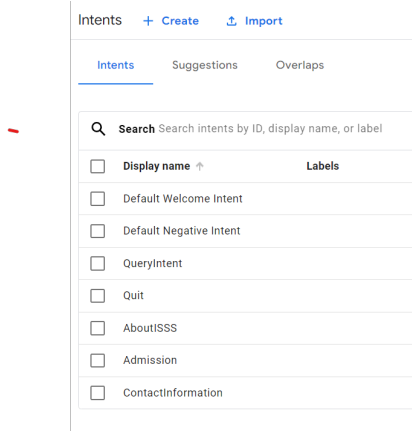 Intents + Create Import
Intents Suggestions Overlaps
Search Search intents by ID, display name, or label
Display name ↑ Labels
Default Welcome Intent
Default Negative Intent
QueryIntent
Quit
AboutISSS
Admission
ContactInformation